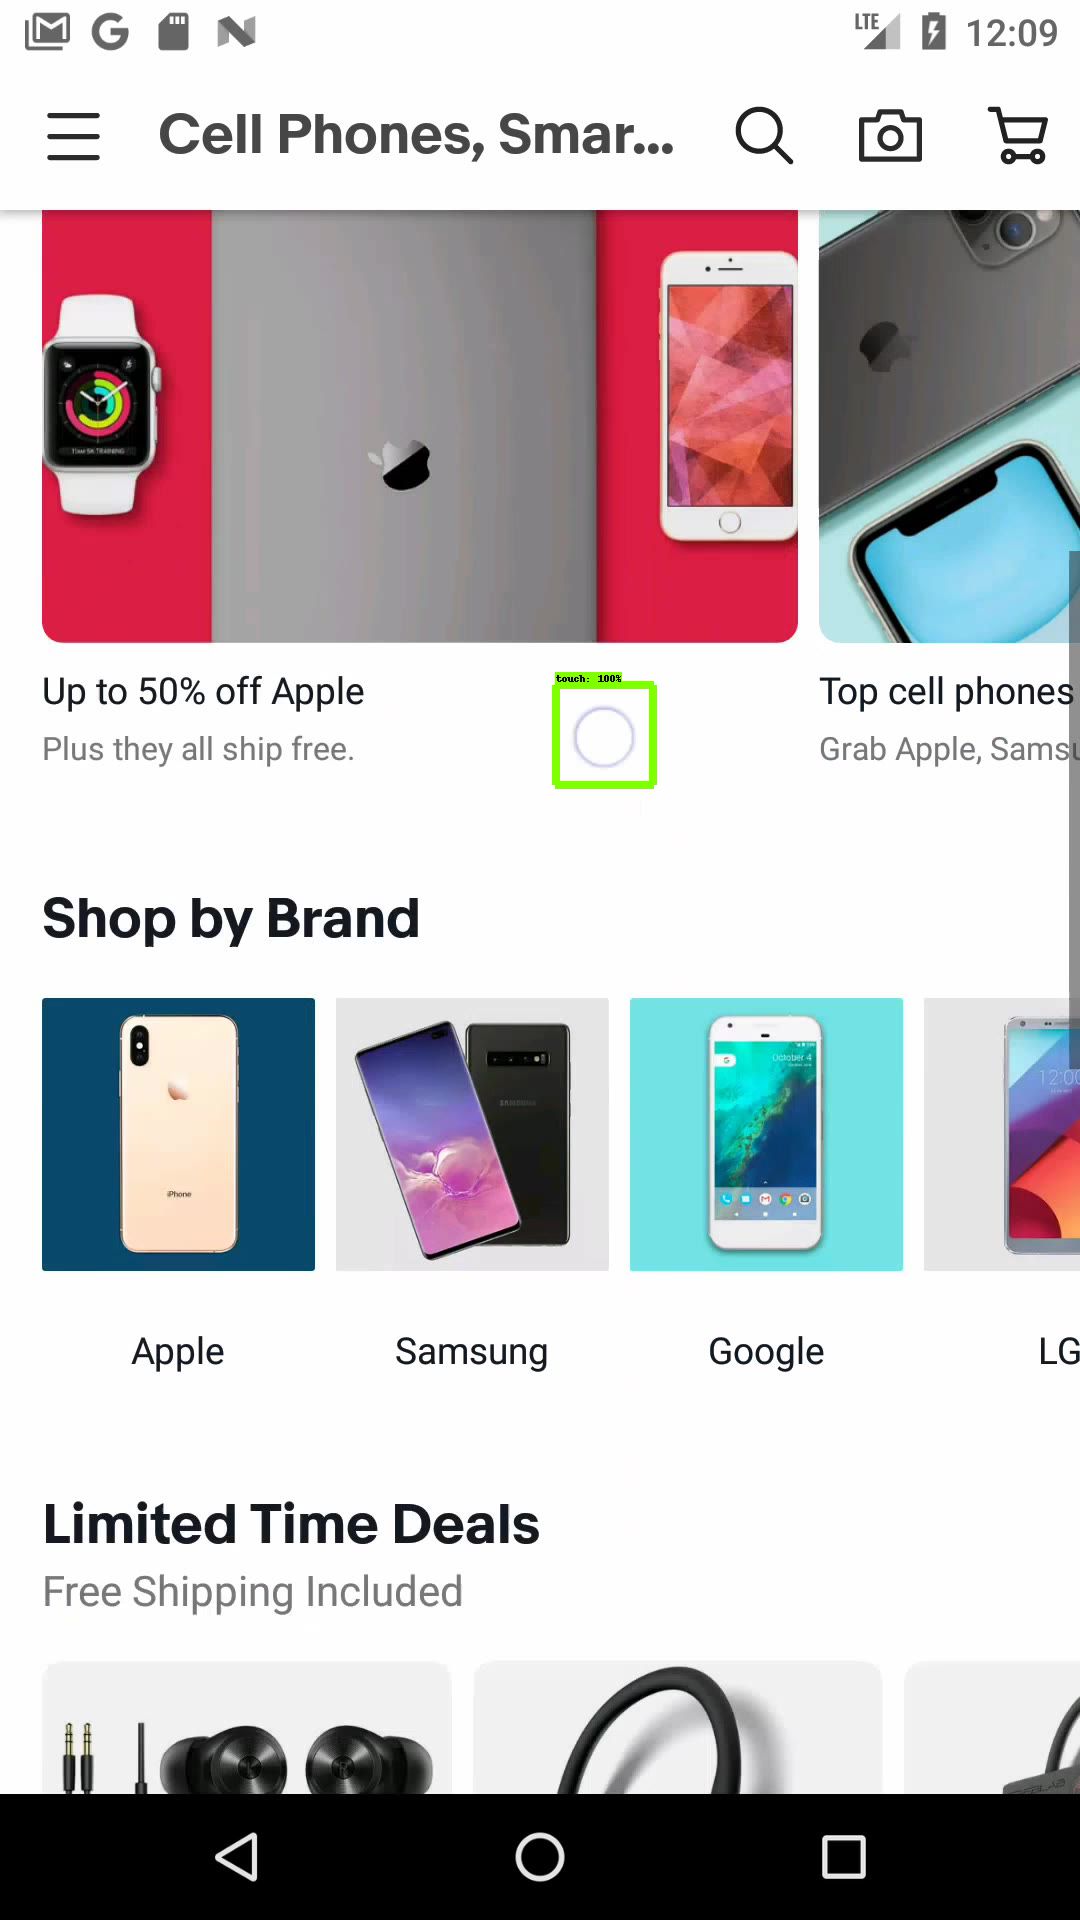 LTE 12:09
Cell Phones, Smar...
Up to 50% off Apple
touch: 100%
Top cell phones
Plus they all ship free.
Grab Apple, Samsu
Shop by Brand
October 4
12:00
SAMSUNG
iPhone
Apple
Samsung
Google
LG
Limited Time Deals
Free Shipping Included